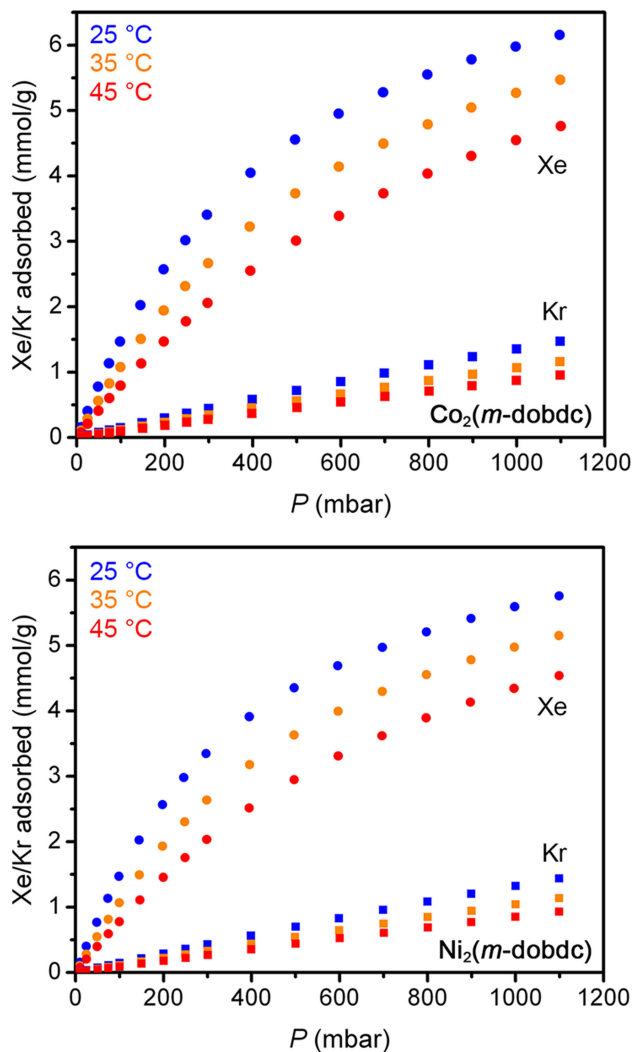 25 °C
35 °C
45 °C
Xe/Kr adsorbed (mmol/g)
6
5
4
3
2
1
0
Xe
Kr
Co₂(m-dobdc)
0 200 400 600 800 1000 1200
P (mbar)
25 °C
35 °C
45 °C
Xe/Kr adsorbed (mmol/g)
6
5
4
3
2
1
0
Xe
Kr
Ni₂(m-dobdc)
0 200 400 600 800 1000 1200
P (mbar)